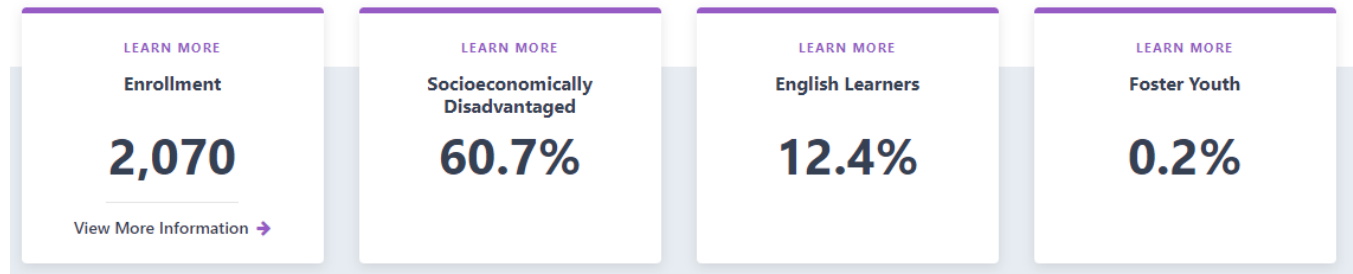 LEARN MORE
Enrollment
2,070
View More Information
LEARN MORE
Socioeconomically
Disadvantaged
60.7%
LEARN MORE
English Learners
12.4%
LEARN MORE
Foster Youth
0.2%